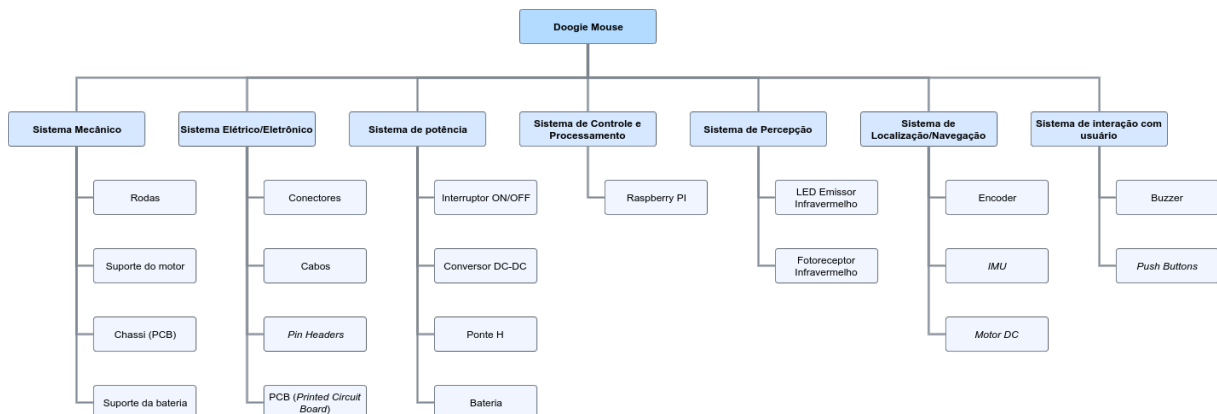 Doogie Mouse
Sistema Mecânico
Sistema Elétrico/Eletrônico
Sistema de potência
Sistema de Controle e
Processamento
Sistema de Percepção
Sistema de
Localização/Navegação
Sistema de interação com
usuário
Rodas
Conectores
Interruptor ON/OFF
Raspberry PI
LED Emissor
Infravermelho
Encoder
Buzzer
Suporte do motor
Cabos
Conversor DC-DC
Fotoreceptor
Infravermelho
IMU
Push Buttons
Chassi (PCB)
Pin Headers
Ponte H
Motor DC
Suporte da bateria
PCB (Printed Circuit
Board)
Bateria